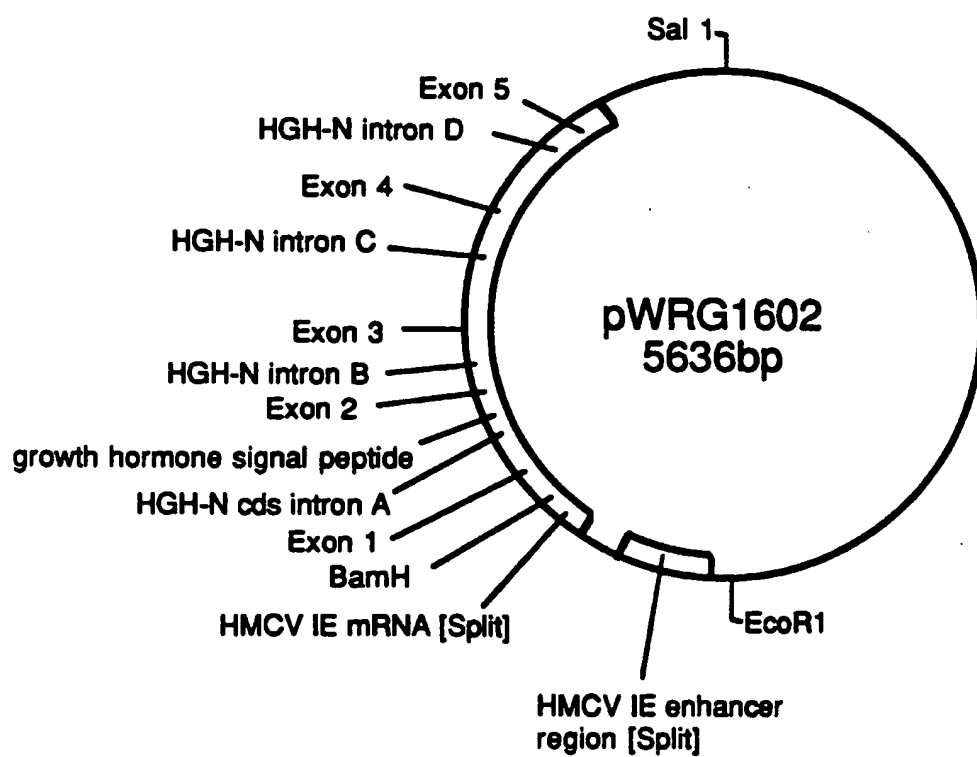 Sal 1
Exon 5
HGH-N intron D
Exon 4
HGH-N intron C
Exon 3
HGH-N intron B
Exon 2
growth hormone signal peptide
HGH-N cds intron A
Exon 1
BamH
HMCV IE mRNA [Split]
pWRG1602
5636bp
EcoR1
HMCV IE enhancer
region [Split]